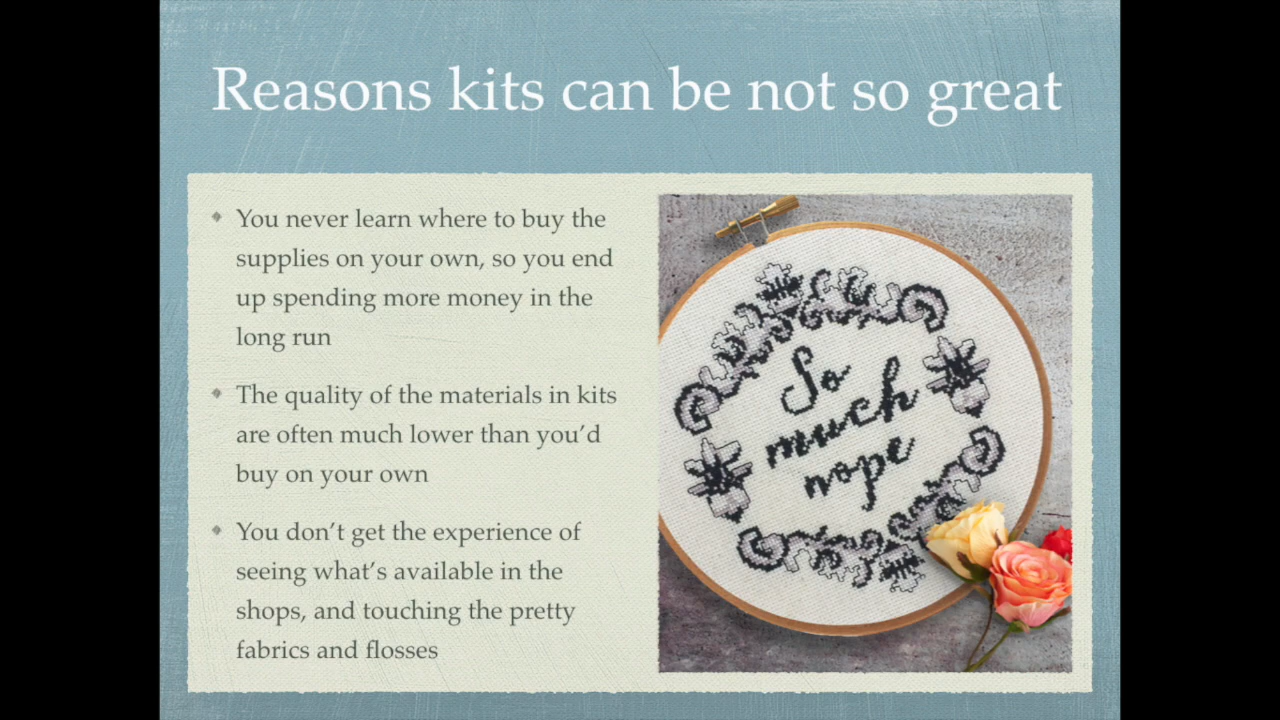 Reasons kits can be not so great
You never learn where to buy the
supplies on your own, so you end
up spending more money in the
long run
The quality of the materials in kits
are often much lower than you’d
buy on your own
You don’t get the experience of
seeing what’s available in the
shops, and touching the pretty
fabrics and flosses
So
much
nope